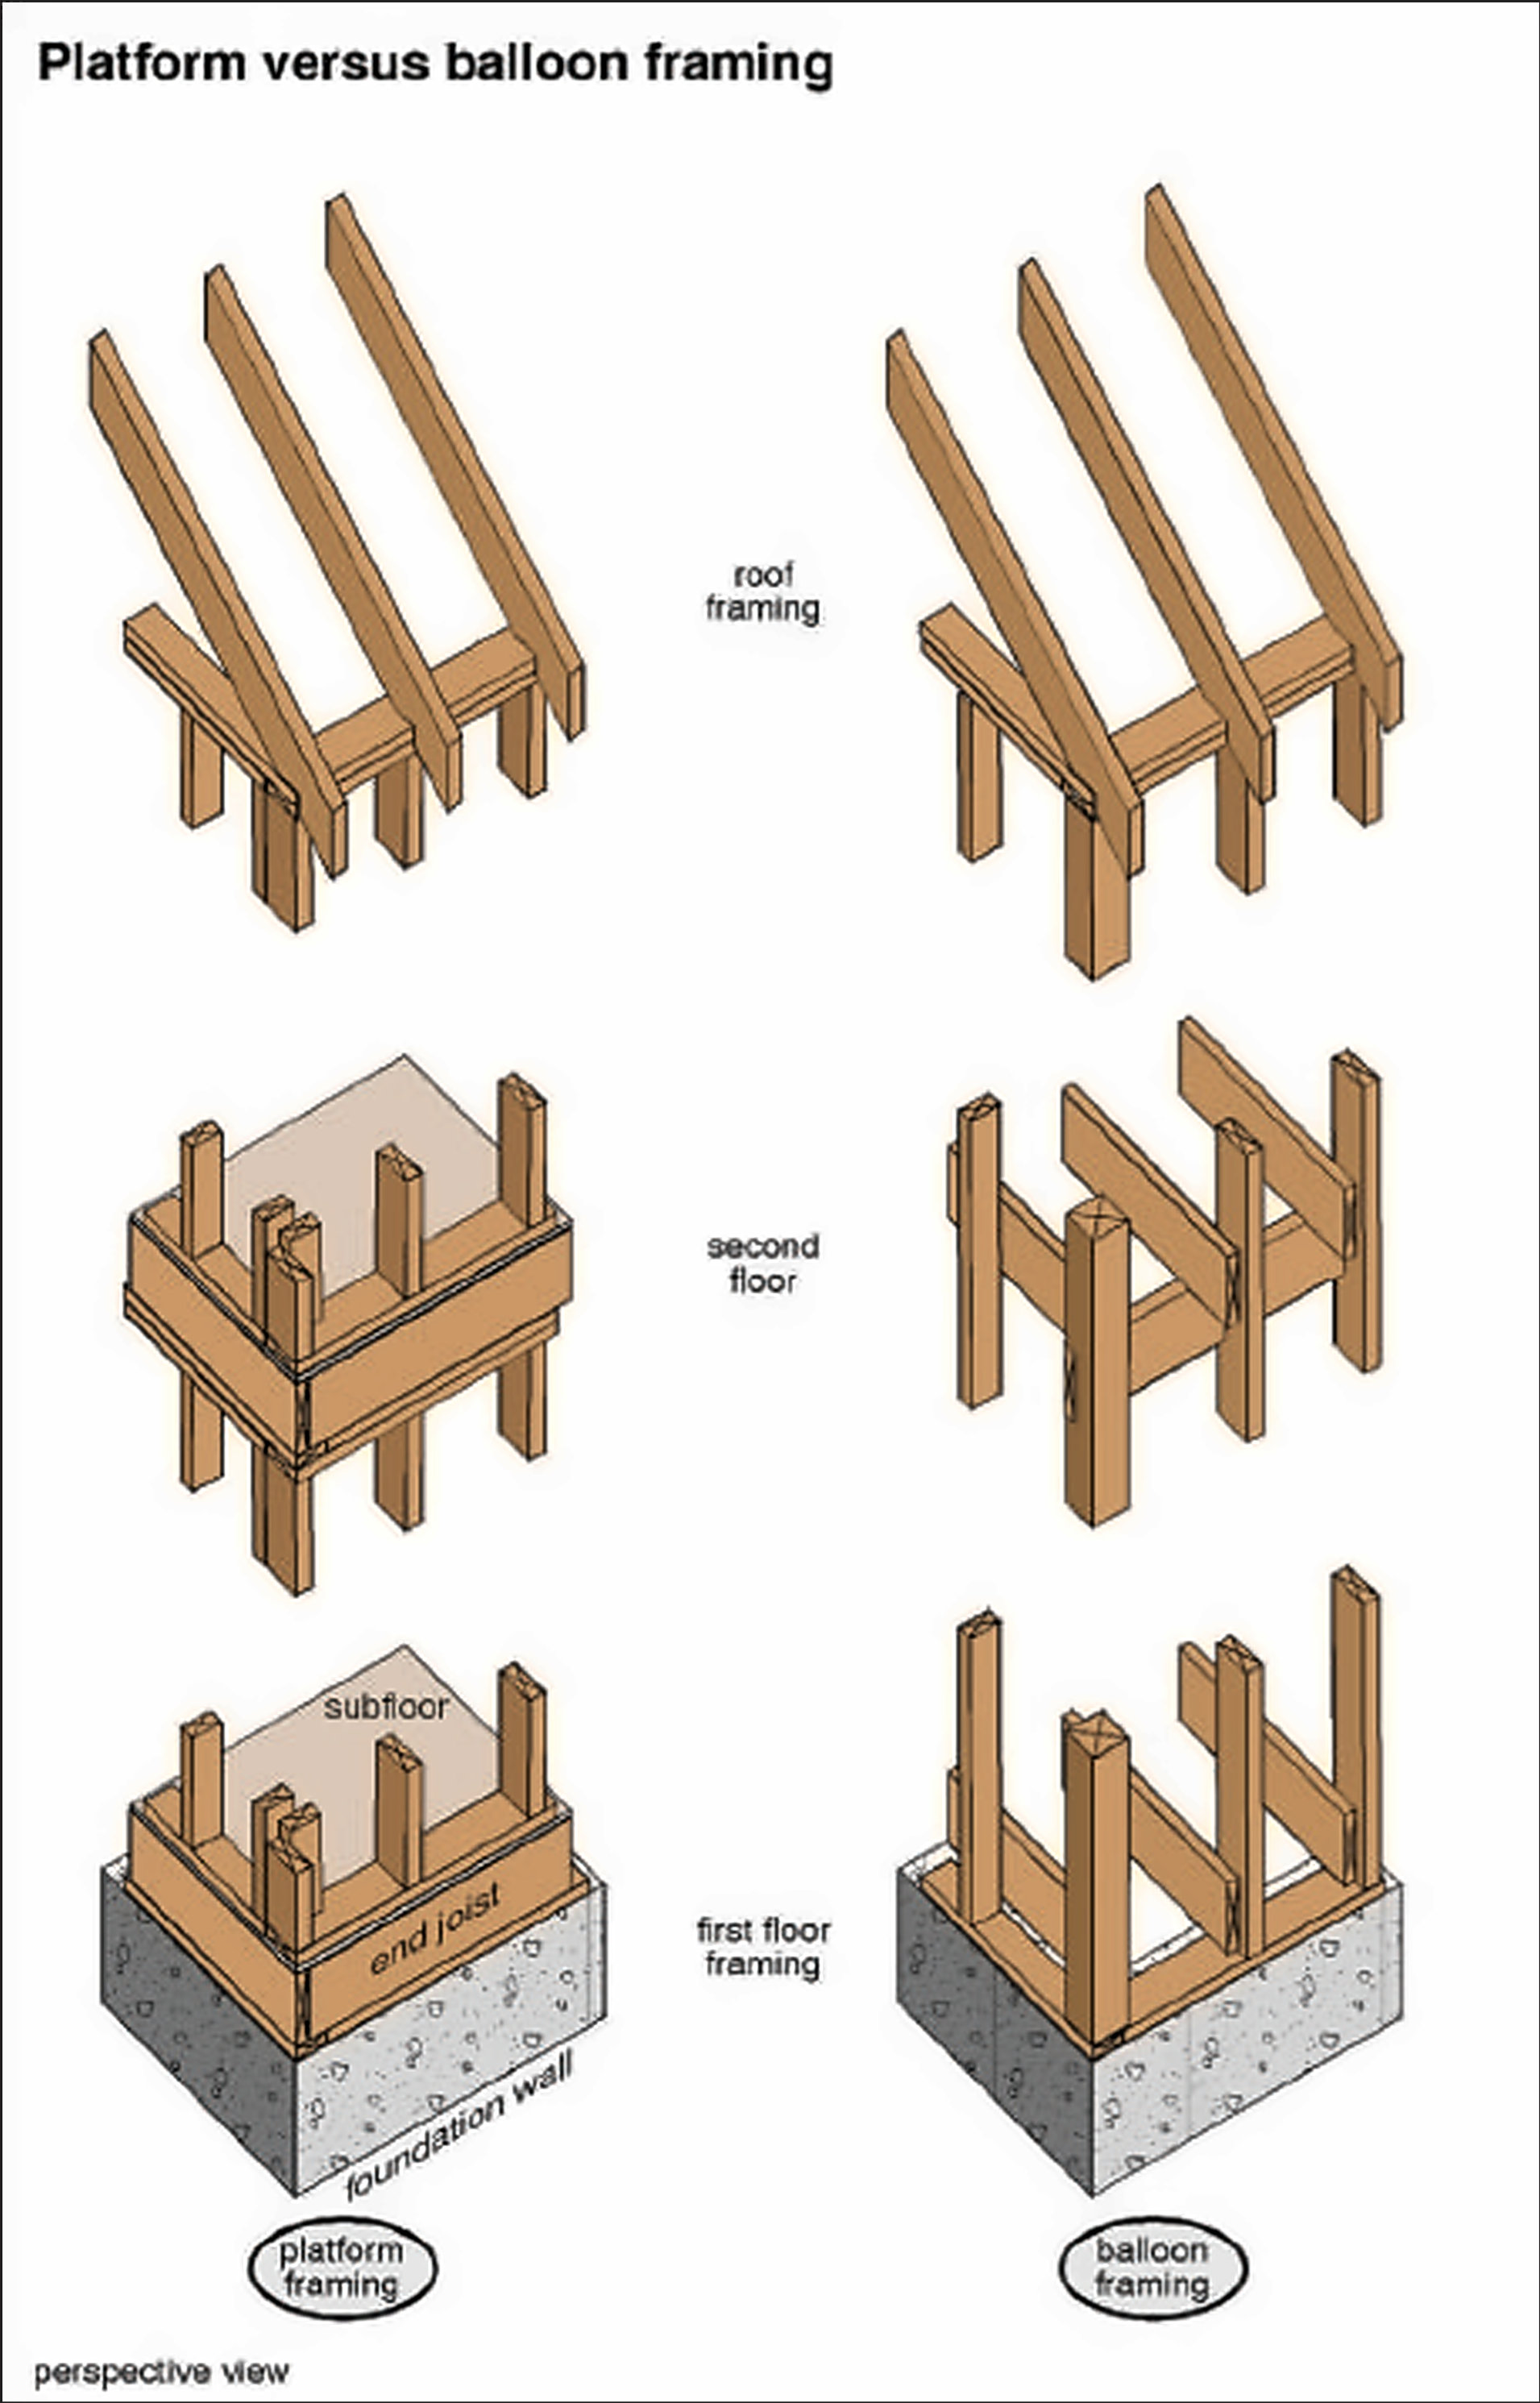 Platform versus balloon framing
roof
framing
second
floor
subfloor
end joist
first floor
framing
foundation wall
platform
framing
balloon
framing
perspective view